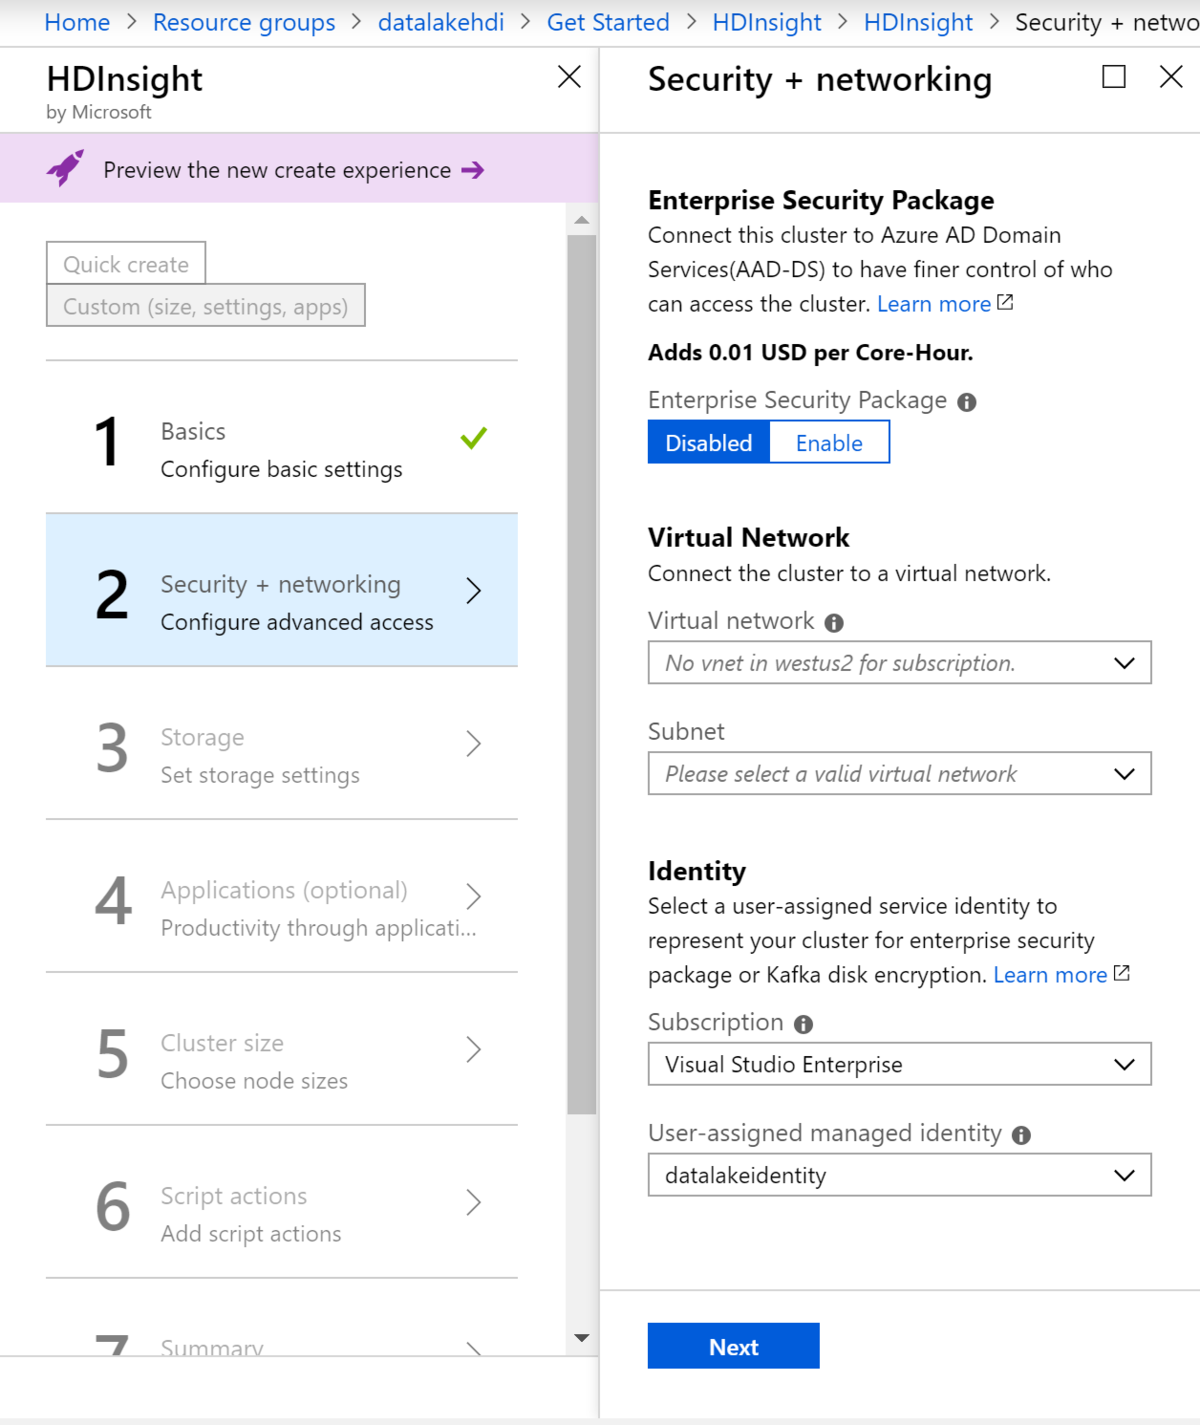 Home > Resource groups > datalakehdi > Get Started > HDInsight > HDInsight > Security + netwo
HDInsight
by Microsoft
Preview the new create experience →
Quick create
Custom (size, settings, apps)
1 Basics
Configure basic settings
2 Security + networking
Configure advanced access
3 Storage
Set storage settings
4 Applications (optional)
Productivity through applicati...
5 Cluster size
Choose node sizes
6 Script actions
Add script actions
7 Summary
Security + networking
Enterprise Security Package
Connect this cluster to Azure AD Domain
Services(AAD-DS) to have finer control of who
can access the cluster. Learn more
Adds 0.01 USD per Core-Hour.
Enterprise Security Package
Disabled Enable
Virtual Network
Connect the cluster to a virtual network.
Virtual network
No vnet in westus2 for subscription.
Subnet
Please select a valid virtual network
Identity
Select a user-assigned service identity to
represent your cluster for enterprise security
package or Kafka disk encryption. Learn more
Subscription
Visual Studio Enterprise
User-assigned managed identity
datalakeidentity
Next